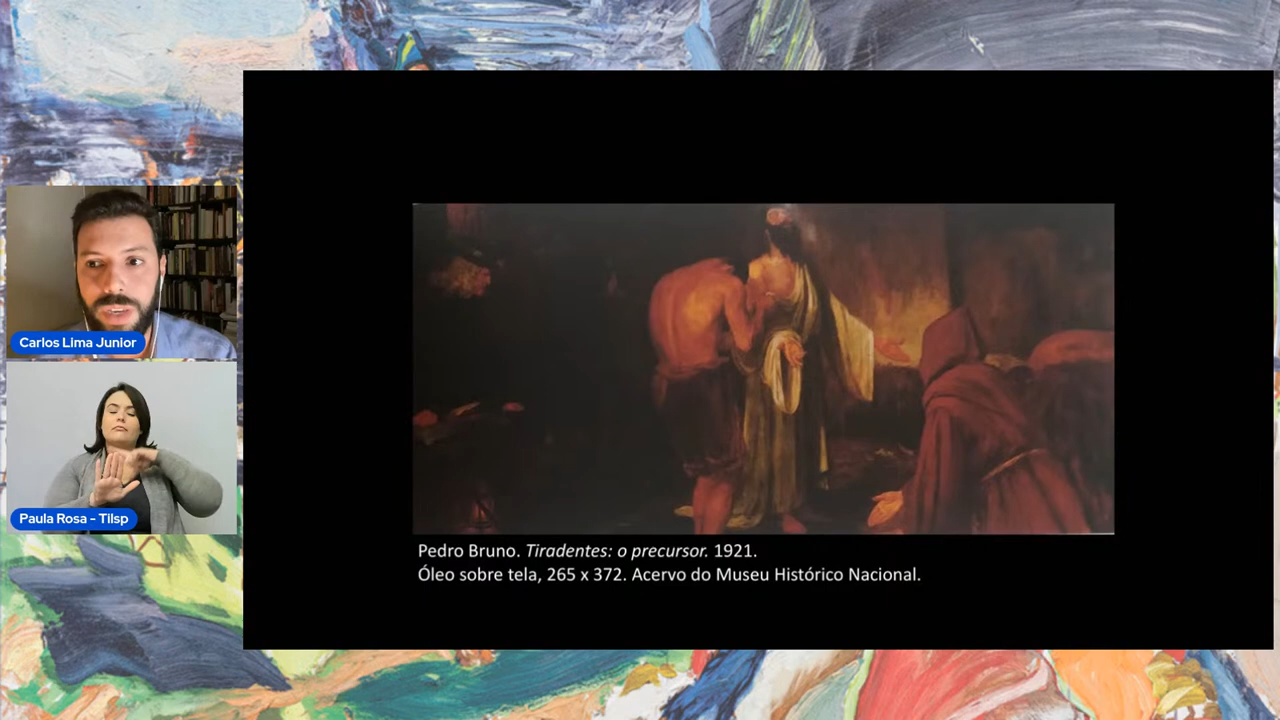 Carlos Lima Junior
Paula Rosa - Tilsp
Pedro Bruno. Tiradentes: o precursor. 1921.
Óleo sobre tela, 265 x 372. Acervo do Museu Histórico Nacional.